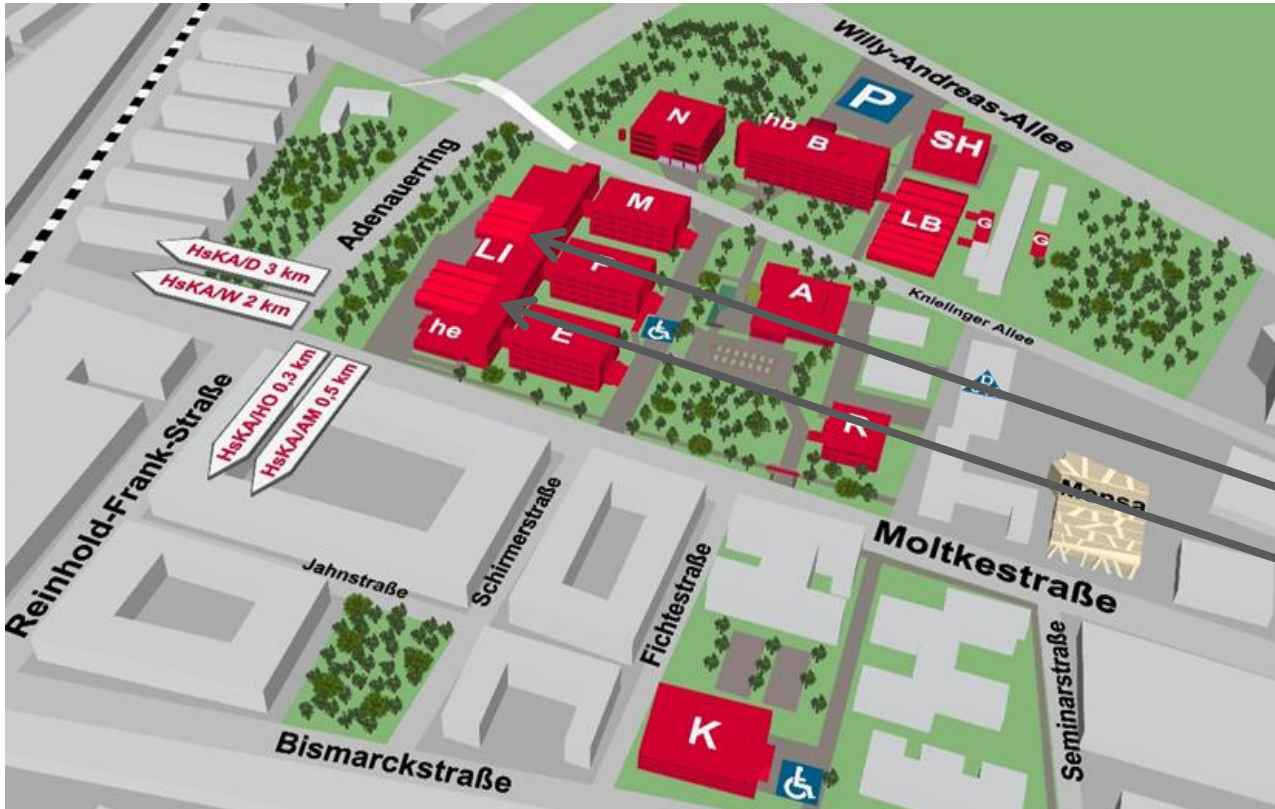 Willy-Andreas-Allee
P
N
hb
B
SH
Adenauerring
M
LB
G
G
LI
HsKA/D 3 km
HsKA/W 2 km
A
Knielinger Allee
he
E
HsKA/HO 0,3 km
HsKA/AM 0,5 km
R
Mensa
Reinhold-Frank-Straße
Moltkestraße
Jahnstraße
Schirmerstraße
Fichtestraße
Seminarstraße
K
Bismarckstraße